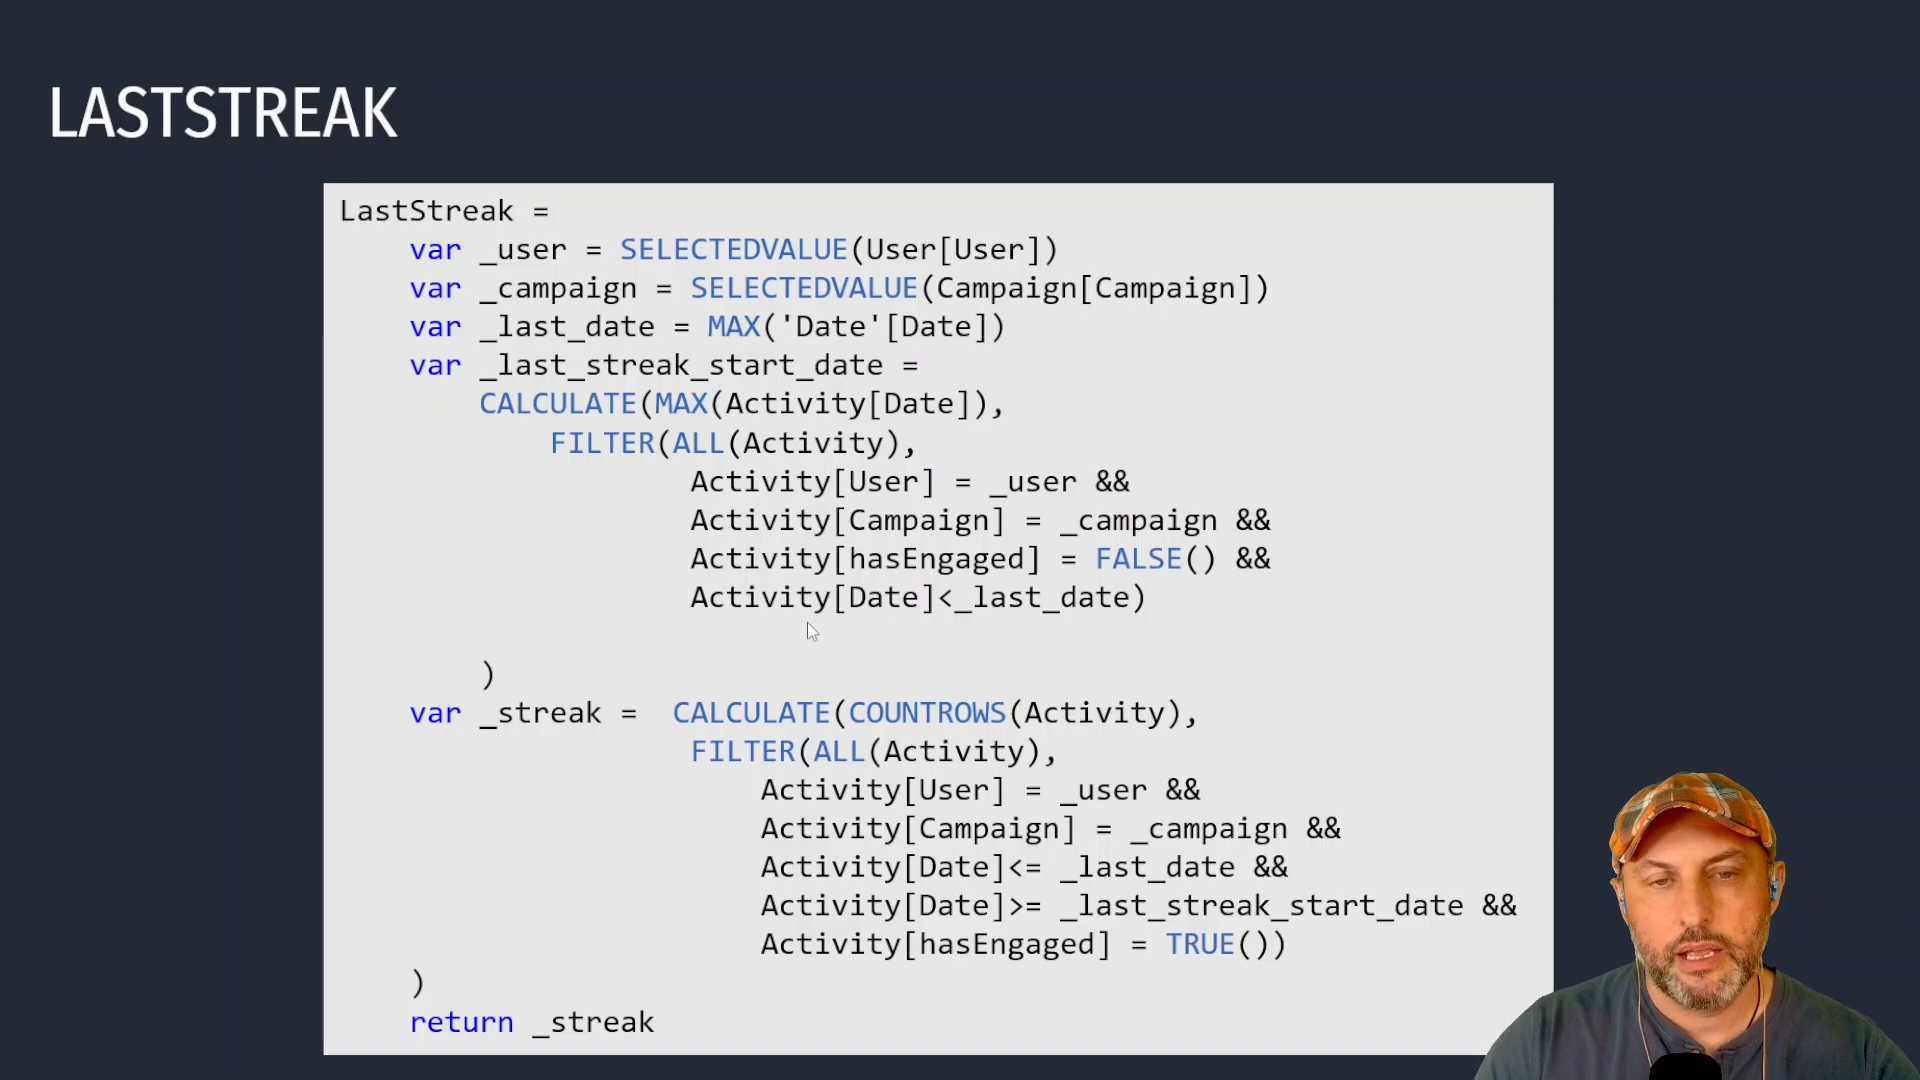 LASTSTREAK
LastStreak =
var _user = SELECTEDVALUE(User[User])
var _campaign = SELECTEDVALUE(Campaign[Campaign])
var _last_date = MAX('Date'[Date])
var _last_streak_start_date =
CALCULATE(MAX(Activity[Date]),
FILTER(ALL(Activity),
Activity[User] = _user &&
Activity[Campaign] = _campaign &&
Activity[hasEngaged] = FALSE() &&
Activity[Date]<_last_date)
)
var _streak = CALCULATE(COUNTROWS(Activity),
FILTER(ALL(Activity),
Activity[User] = _user &&
Activity[Campaign] = _campaign &&
Activity[Date]<= _last_date &&
Activity[Date]>= _last_streak_start_date &&
Activity[hasEngaged] = TRUE())
)
return _streak